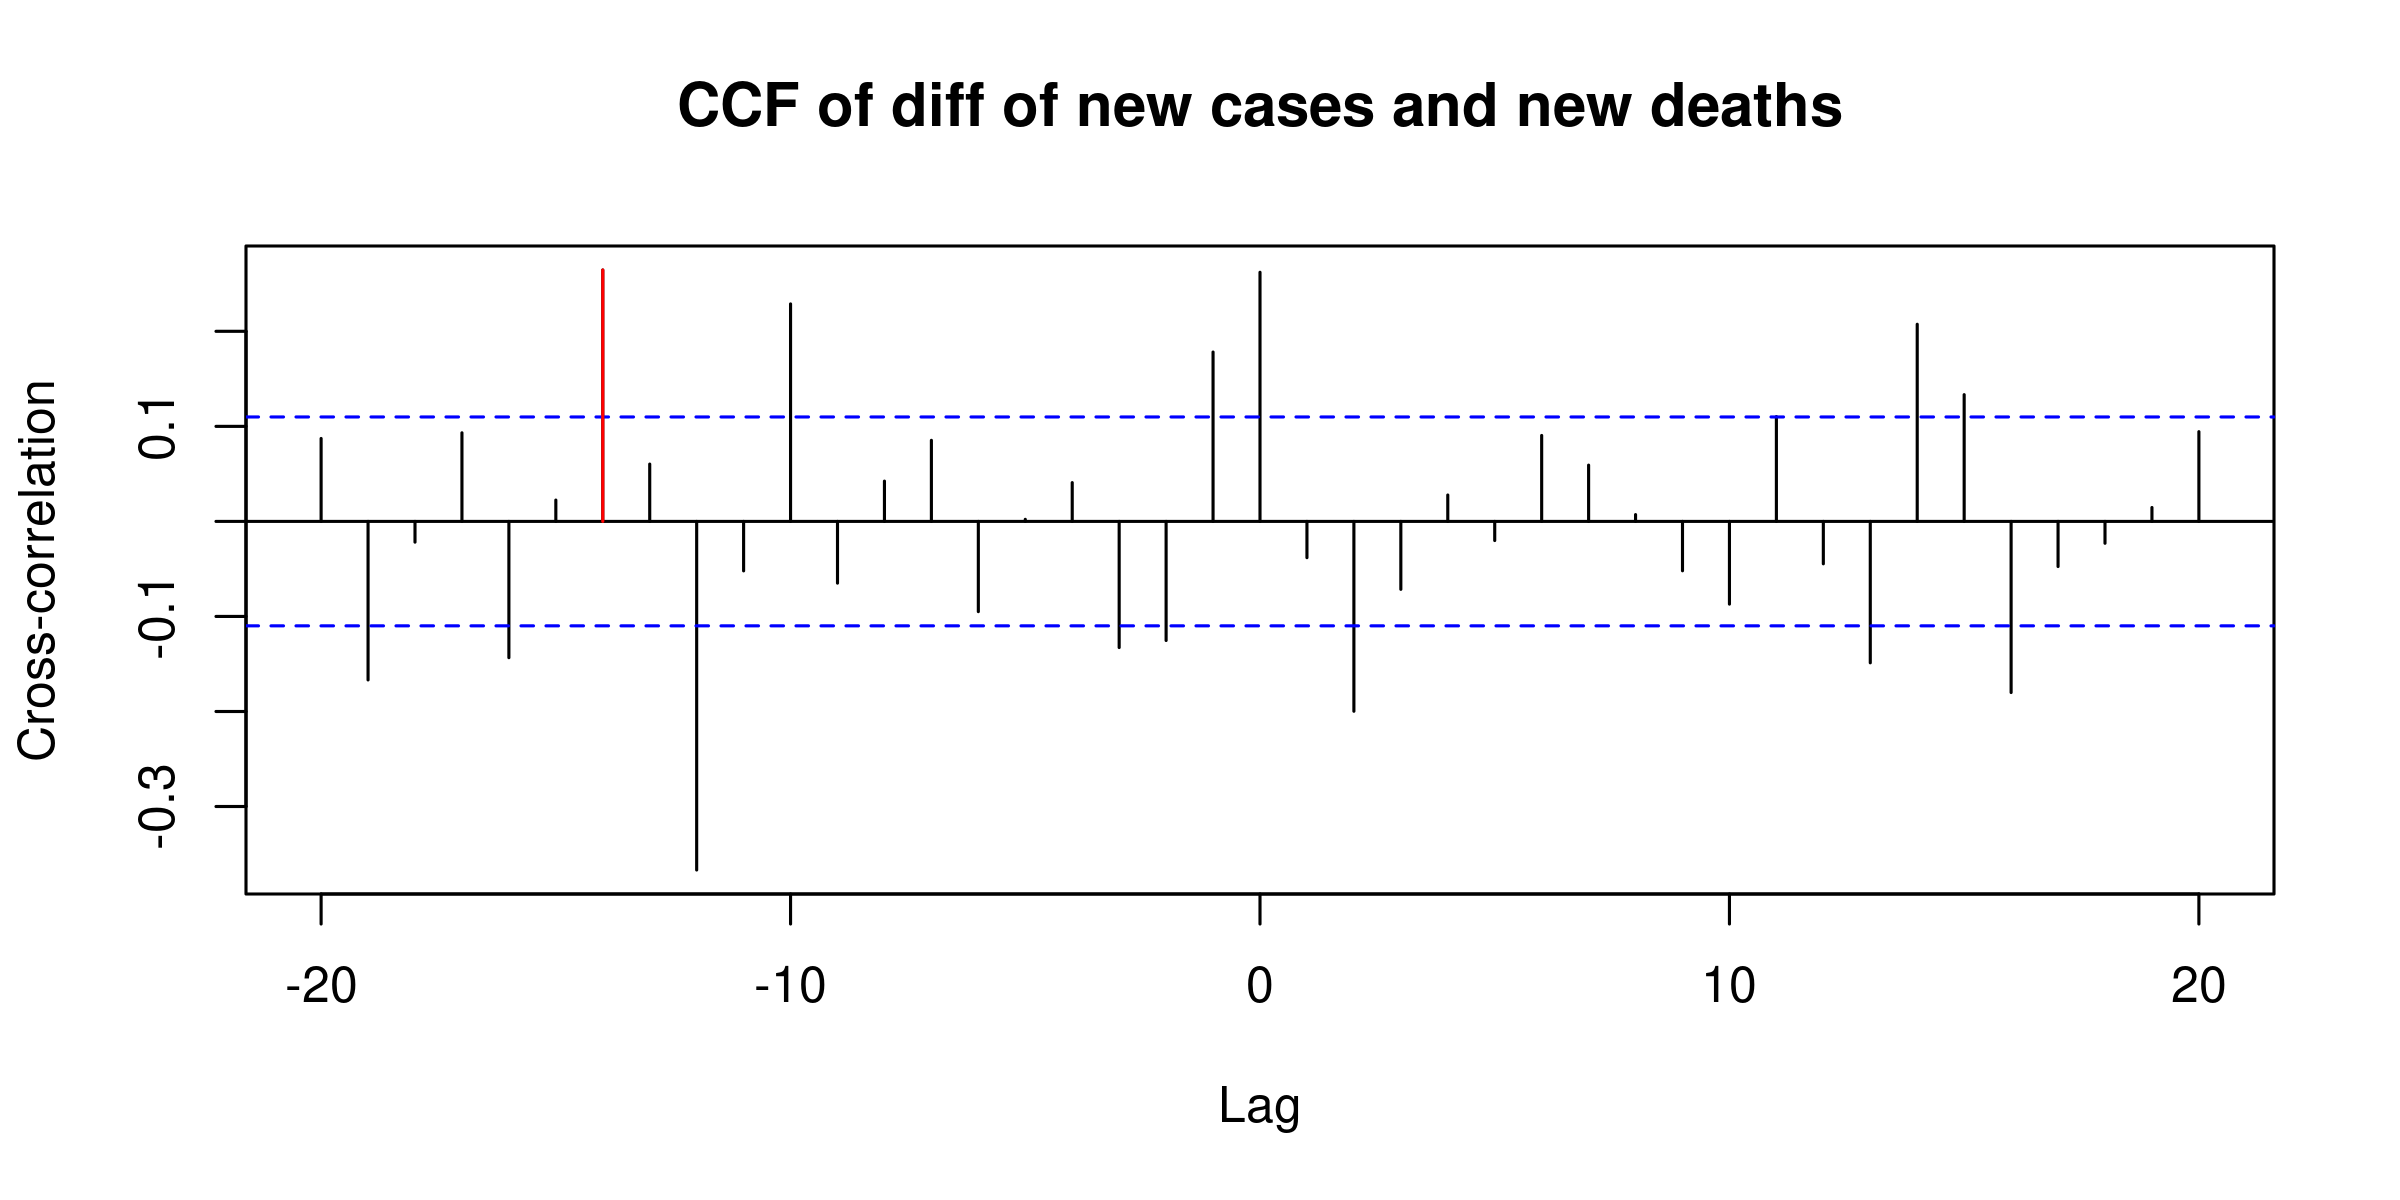 CCF of diff of new cases and new deaths
Cross-correlation
0.1
-0.1
-0.3
-20 -10 0 10 20
Lag